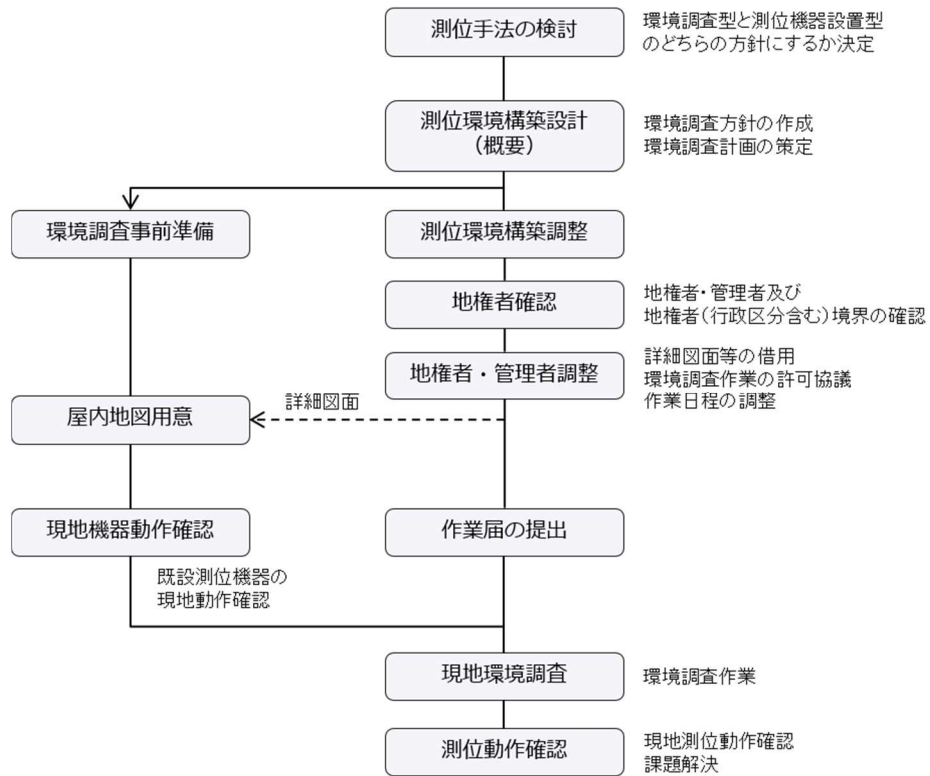 測位手法の検討
環境調査型と測位機器設置型
のどちらの方針にするか決定
測位環境構築設計
（概要）
環境調査方針の作成
環境調査計画の策定
環境調査事前準備
測位環境構築調整
地権者確認
地権者・管理者及び
地権者（行政区分含む）境界の確認
地権者・管理者調整
詳細図面等の借用
環境調査作業の許可協議
作業日程の調整
詳細図面
屋内地図用意
現地機器動作確認
作業届の提出
既設測位機器の
現地動作確認
現地環境調査
環境調査作業
測位動作確認
現地測位動作確認
課題解決